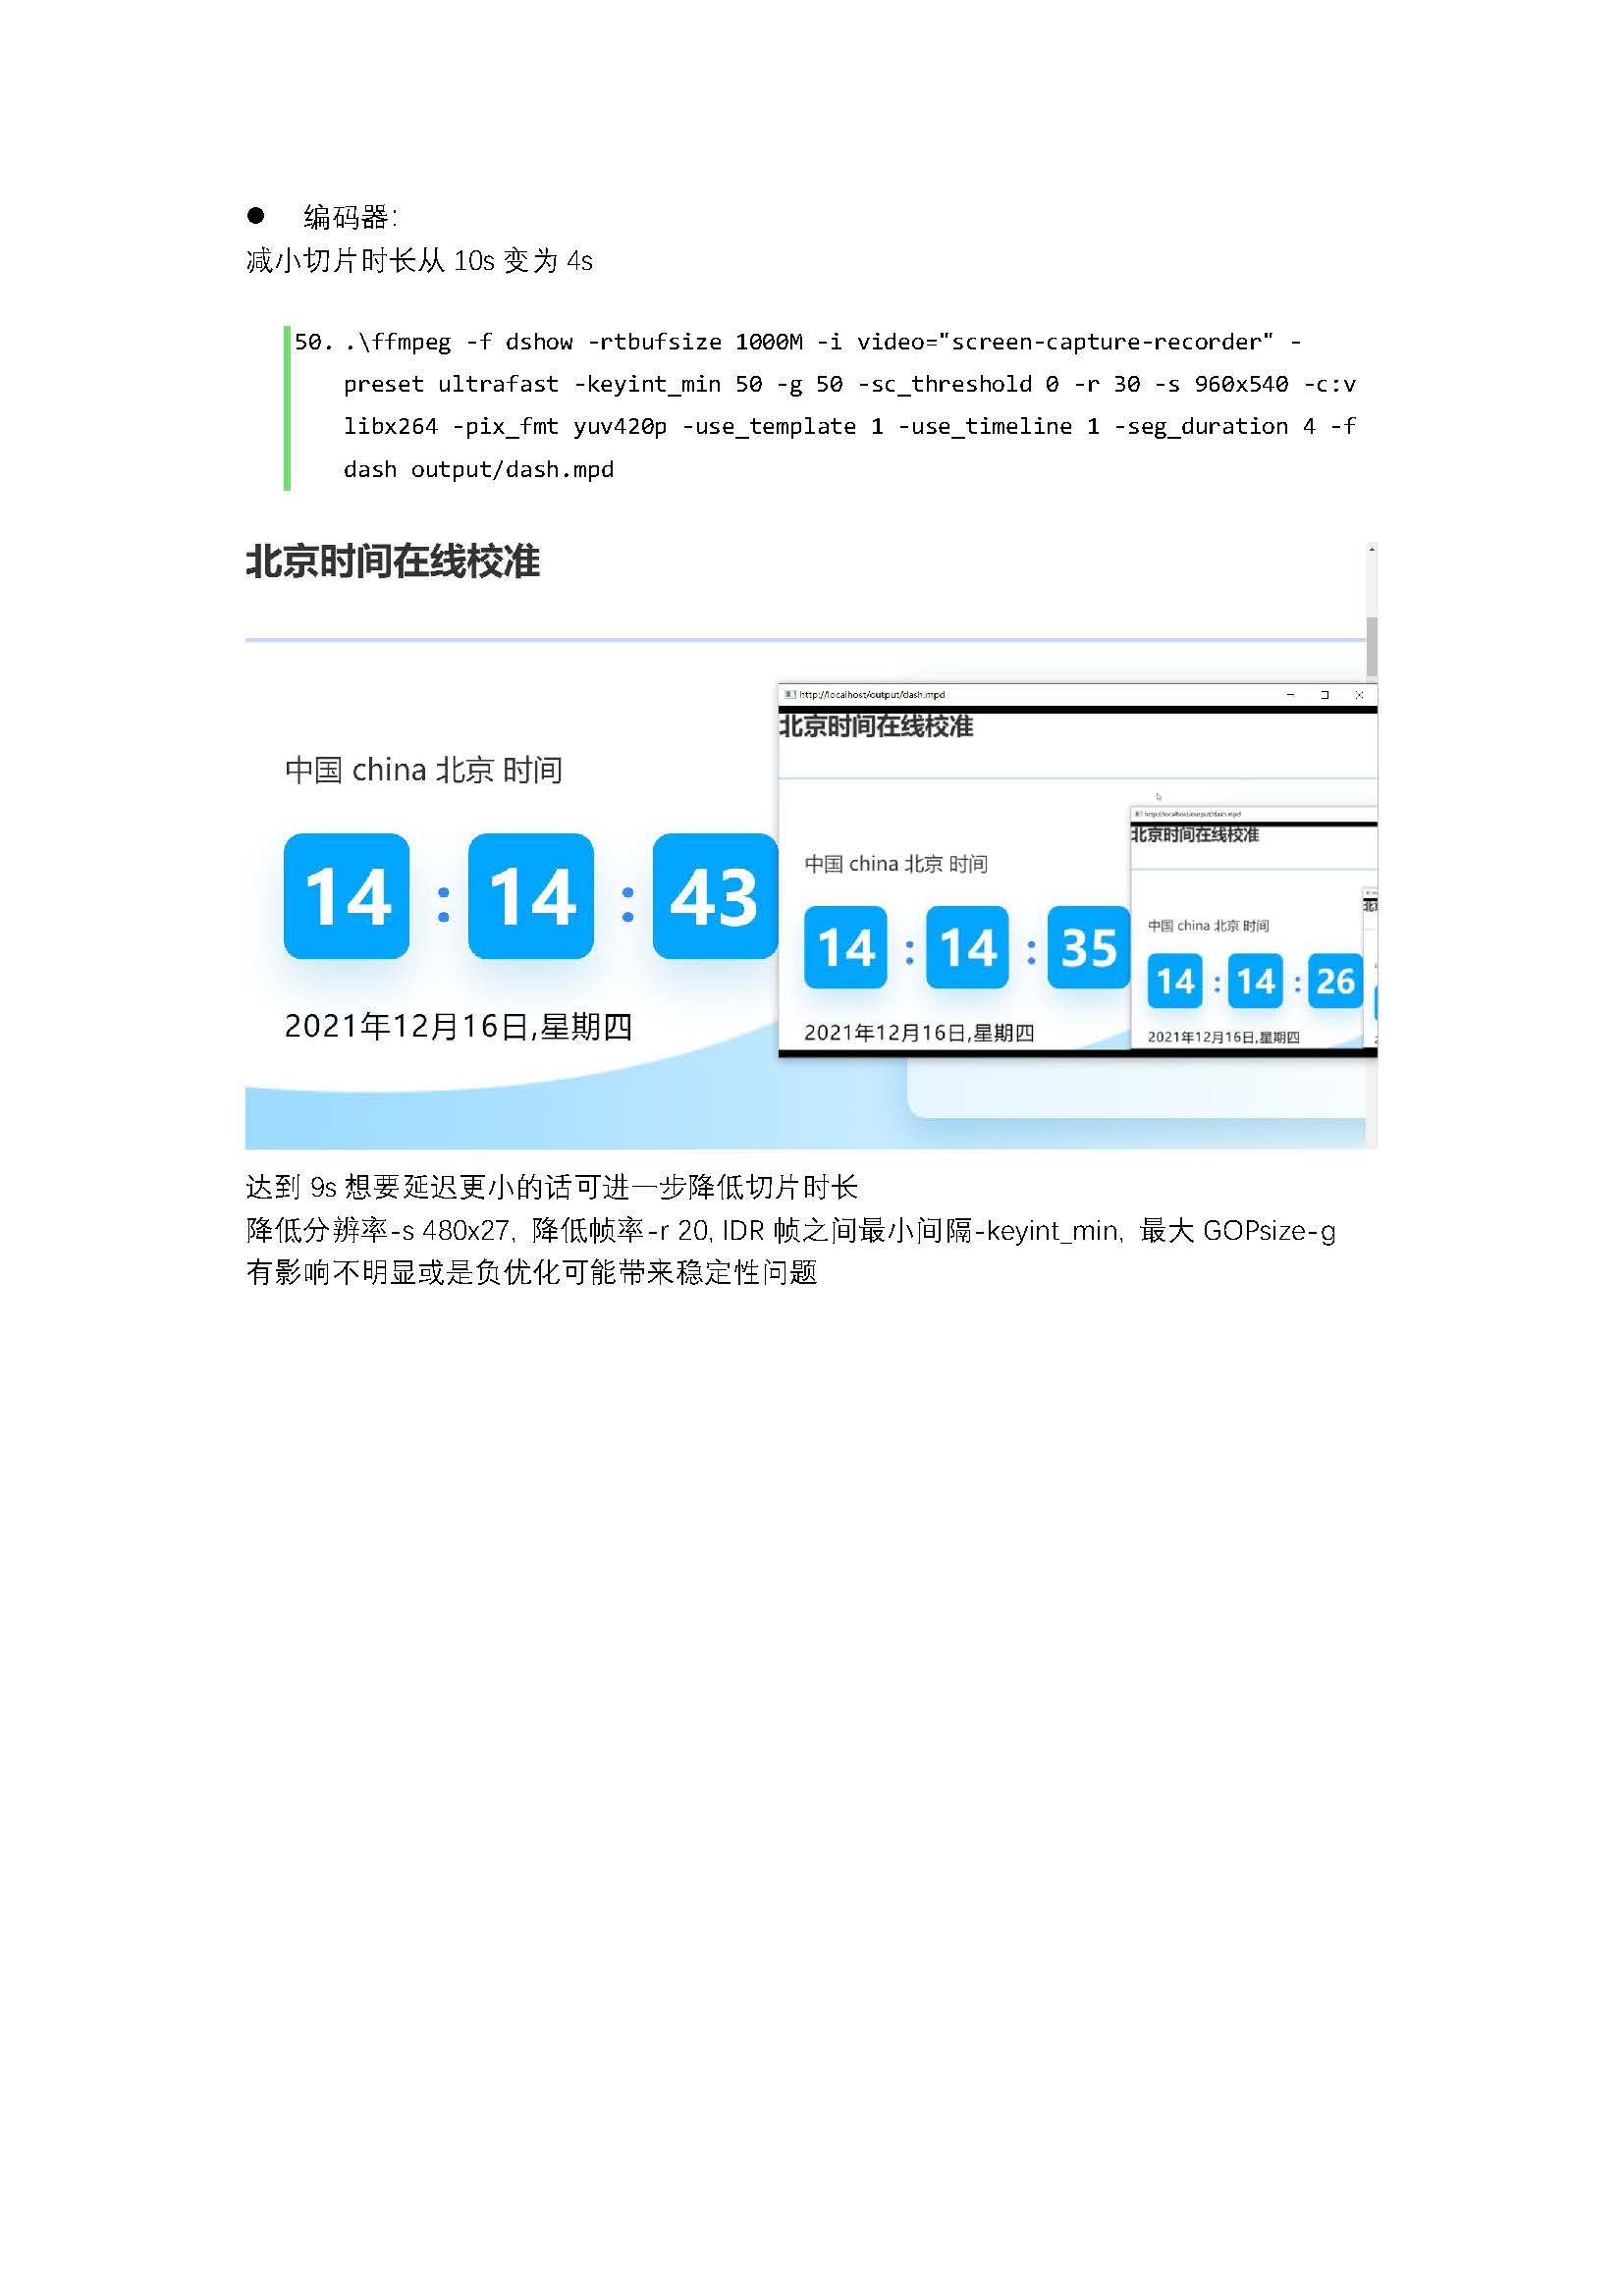 ● 编码器：
减小切片时长从 10s 变为 4s
50. .\ffmpeg -f dshow -rtbufsize 1000M -i video="screen-capture-recorder" -
preset ultrafast -keyint_min 50 -g 50 -sc_threshold 0 -r 30 -s 960x540 -c:v
libx264 -pix_fmt yuv420p -use_template 1 -use_timeline 1 -seg_duration 4 -f
dash output/dash.mpd
北京时间在线校准
中国 china 北京 时间
14 : 14 : 43
2021年12月16日,星期四
http://localhost/output/dash.mpd
北京时间在线校准
中国 china 北京 时间
14 : 14 : 35
2021年12月16日,星期四
http://localhost/output/dash.mpd
北京时间在线校准
中国 china 北京 时间
14 : 14 : 26
2021年12月16日,星期四
达到 9s 想要延迟更小的话可进一步降低切片时长
降低分辨率-s 480x27，降低帧率-r 20, IDR 帧之间最小间隔-keyint_min，最大 GOPsize-g
有影响不明显或是负优化可能带来稳定性问题